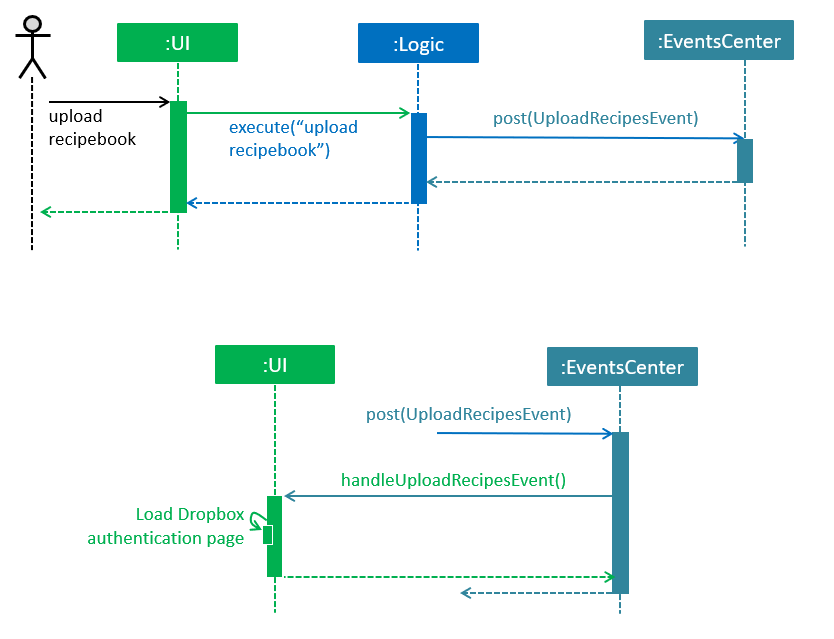 :UI
:Logic
:EventsCenter
upload
recipebook
execute(“upload
recipebook”)
post(UploadRecipesEvent)
:UI
:EventsCenter
post(UploadRecipesEvent)
handleUploadRecipesEvent()
Load Dropbox
authentication page